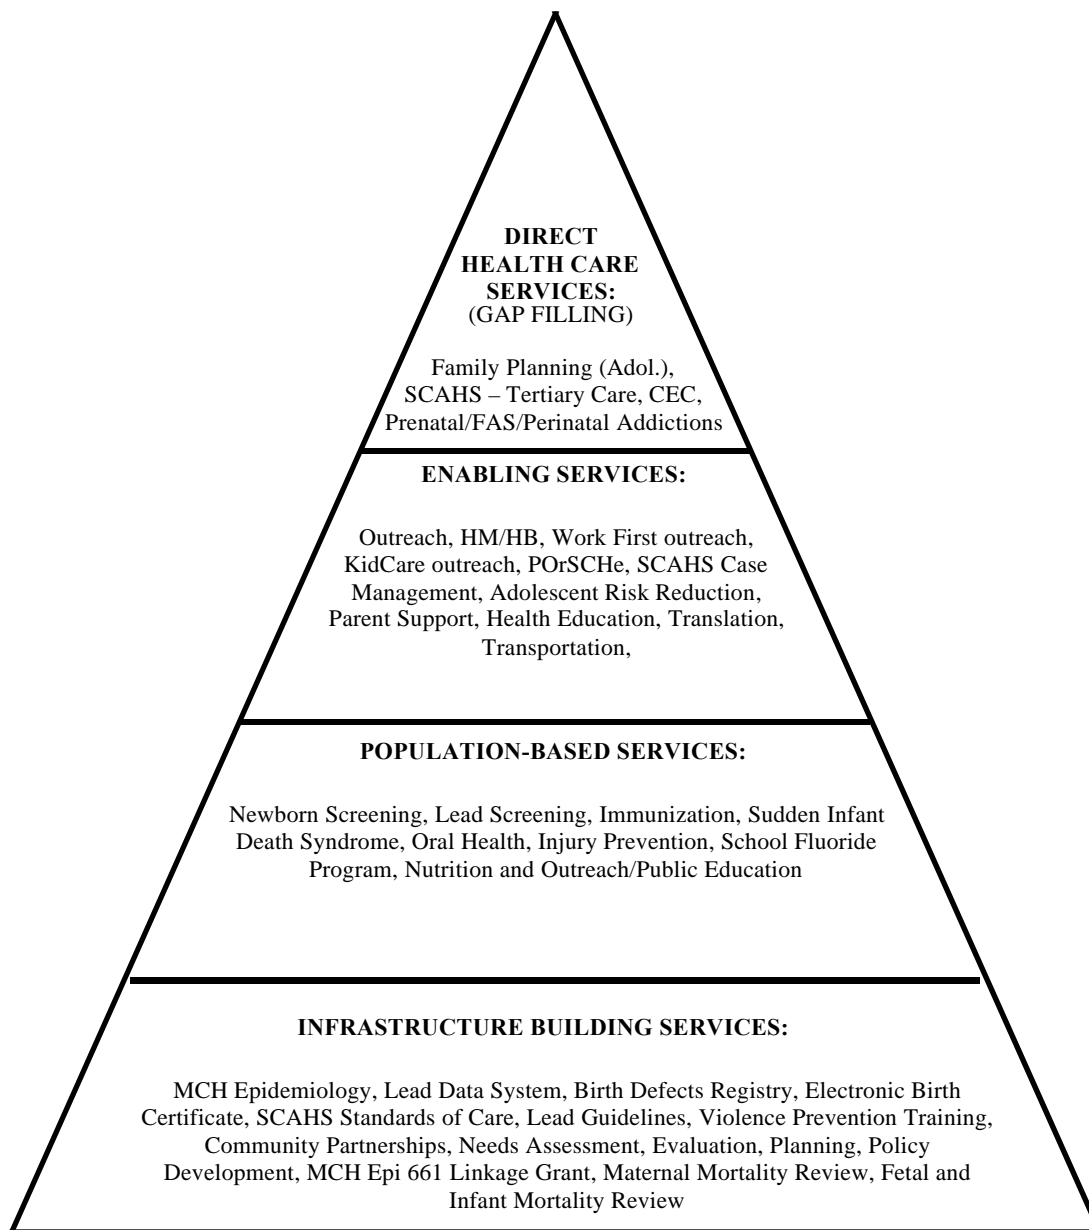 DIRECT
HEALTH CARE
SERVICES:
(GAP FILLING)
Family Planning (Adol.),
SCAHS – Tertiary Care, CEC,
Prenatal/FAS/Perinatal Addictions
ENABLING SERVICES:
Outreach, HM/HB, Work First outreach,
KidCare outreach, POrSCHe, SCAHS Case
Management, Adolescent Risk Reduction,
Parent Support, Health Education, Translation,
Transportation,
POPULATION-BASED SERVICES:
Newborn Screening, Lead Screening, Immunization, Sudden Infant
Death Syndrome, Oral Health, Injury Prevention, School Fluoride
Program, Nutrition and Outreach/Public Education
INFRASTRUCTURE BUILDING SERVICES:
MCH Epidemiology, Lead Data System, Birth Defects Registry, Electronic Birth
Certificate, SCAHS Standards of Care, Lead Guidelines, Violence Prevention Training,
Community Partnerships, Needs Assessment, Evaluation, Planning, Policy
Development, MCH Epi 661 Linkage Grant, Maternal Mortality Review, Fetal and
Infant Mortality Review